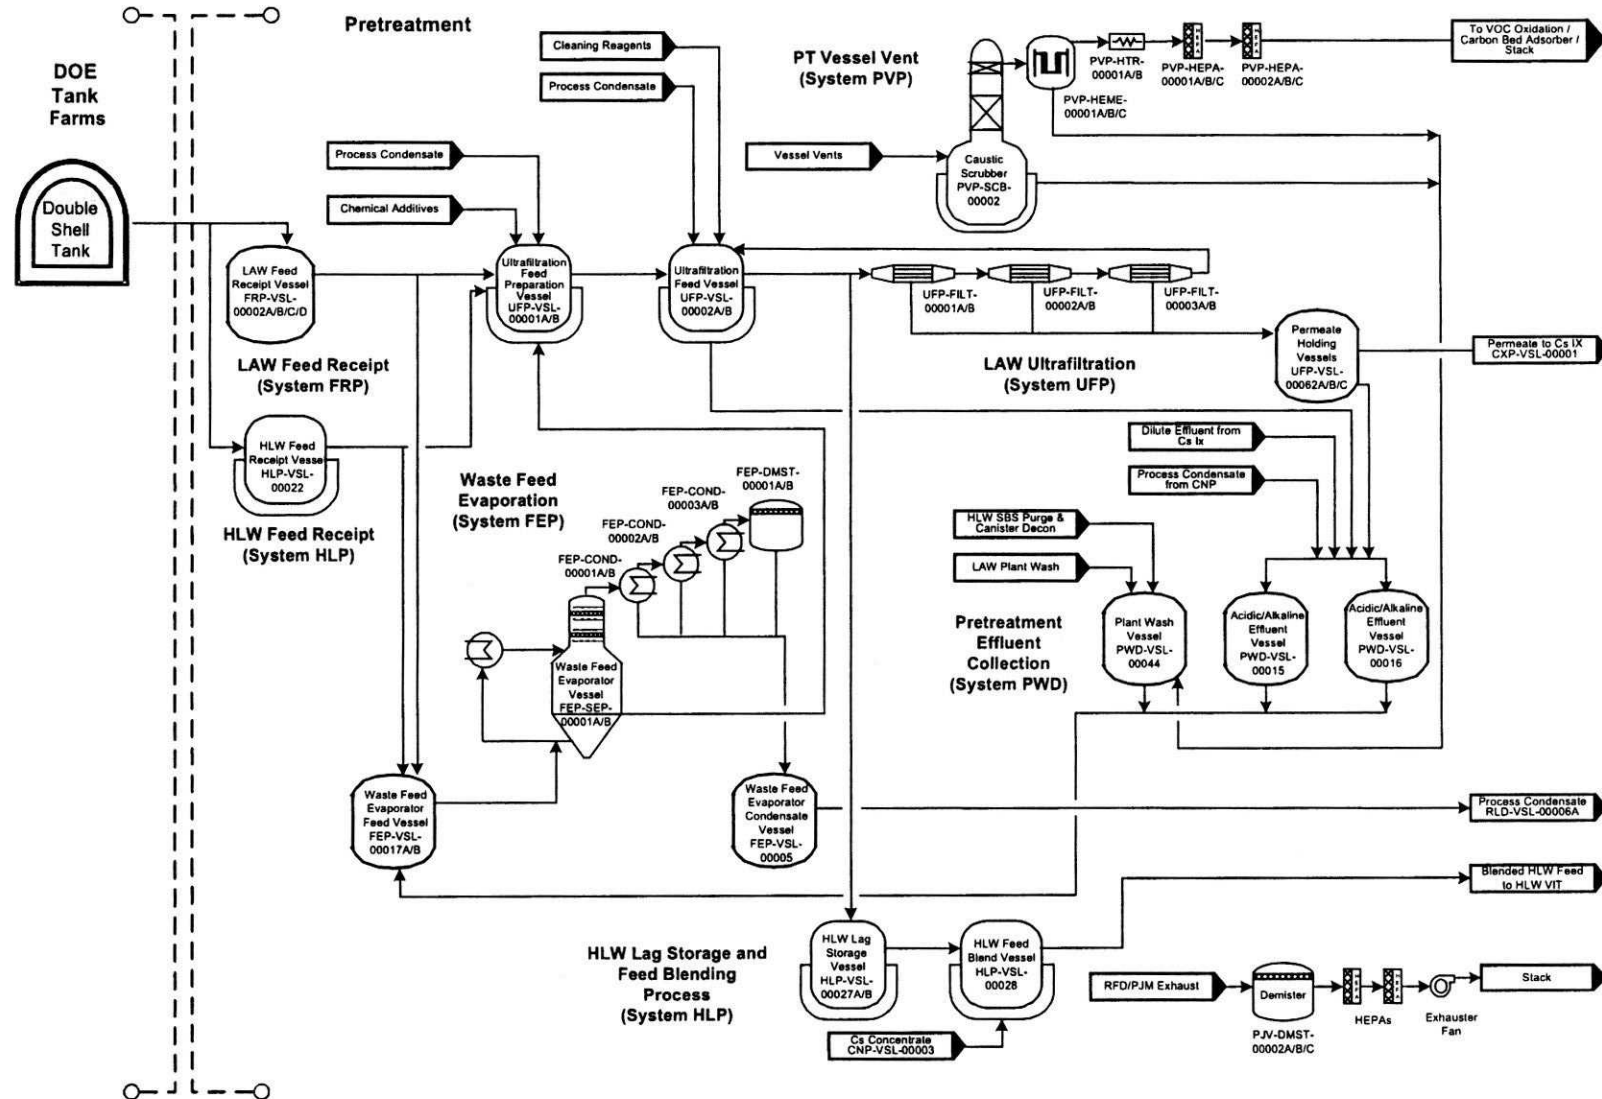 Pretreatment
DOE
Tank
Farms
Double
Shell
Tank
Cleaning Reagents
Process Condensate
Process Condensate
Chemical Additives
PT Vessel Vent
(System PVP)
Vessel Vents
Caustic
Scrubber
PVP-SCB-
00002
PVP-HEME-
00001A/B/C
PVP-HTR-
00001A/B
HEPA
PVP-HEPA-
00001A/B/C
HEPA
PVP-HEPA-
00002A/B/C
To VOC Oxidation /
Carbon Bed Adsorber /
Stack
LAW Feed
Receipt Vessel
FRP-VSL-
00002A/B/C/D
LAW Feed Receipt
(System FRP)
Ultrafiltration
Feed
Preparation
Vessel
UFP-VSL-
00001A/B
Ultrafiltration
Feed Vessel
UFP-VSL-
00002A/B
UFP-FILT-
00001A/B
UFP-FILT-
00002A/B
UFP-FILT-
00003A/B
LAW Ultrafiltration
(System UFP)
Permeate
Holding
Vessels
UFP-VSL-
00062A/B/C
Permeate to Cs IX
CXP-VSL-00001
HLW Feed
Receipt Vessel
HLP-VSL-
00022
HLW Feed Receipt
(System HLP)
Waste Feed
Evaporation
(System FEP)
FEP-COND-
00001A/B
FEP-COND-
00002A/B
FEP-COND-
00003A/B
FEP-DMST-
00001A/B
Waste Feed
Evaporator
Vessel
FEP-SEP-
00001A/B
Dilute Effluent from
Cs Ix
Process Condensate
from CNP
HLW SBS Purge &
Canister Decon
LAW Plant Wash
Pretreatment
Effluent
Collection
(System PWD)
Plant Wash
Vessel
PWD-VSL-
00044
Acidic/Alkaline
Effluent
Vessel
PWD-VSL-
00015
Acidic/Alkaline
Effluent
Vessel
PWD-VSL-
00016
Waste Feed
Evaporator
Feed Vessel
FEP-VSL-
00017A/B
Waste Feed
Evaporator
Condensate
Vessel
FEP-VSL-
00005
Process Condensate
RLD-VSL-00006A
Blended HLW Feed
to HLW VIT
HLW Lag Storage and
Feed Blending
Process
(System HLP)
HLW Lag
Storage
Vessel
HLP-VSL-
00027A/B
HLW Feed
Blend Vessel
HLP-VSL-
00028
Cs Concentrate
CNP-VSL-00003
RFD/PJM Exhaust
Demister
PJV-DMST-
00002A/B/C
HEPA
HEPA
HEPAs
Exhauster
Fan
Stack